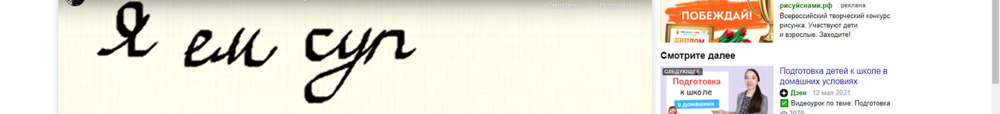 Смотреть ...
Поделиться
Я ем суп
ПОБЕЖДАЙ!
ДИПЛОМ
рисуйснами.рф реклама
Всероссийский творческий конкурс
рисунка. Участвуют дети
и взрослые. Заходите!
Смотрите далее
СЛЕДУЮЩЕЕ
Подготовка
к школе
в домашних
Подготовка детей к школе в
домашних условиях
Дзен · 12 мая 2021
✅ Видеоурок по теме: Подготовка
3070